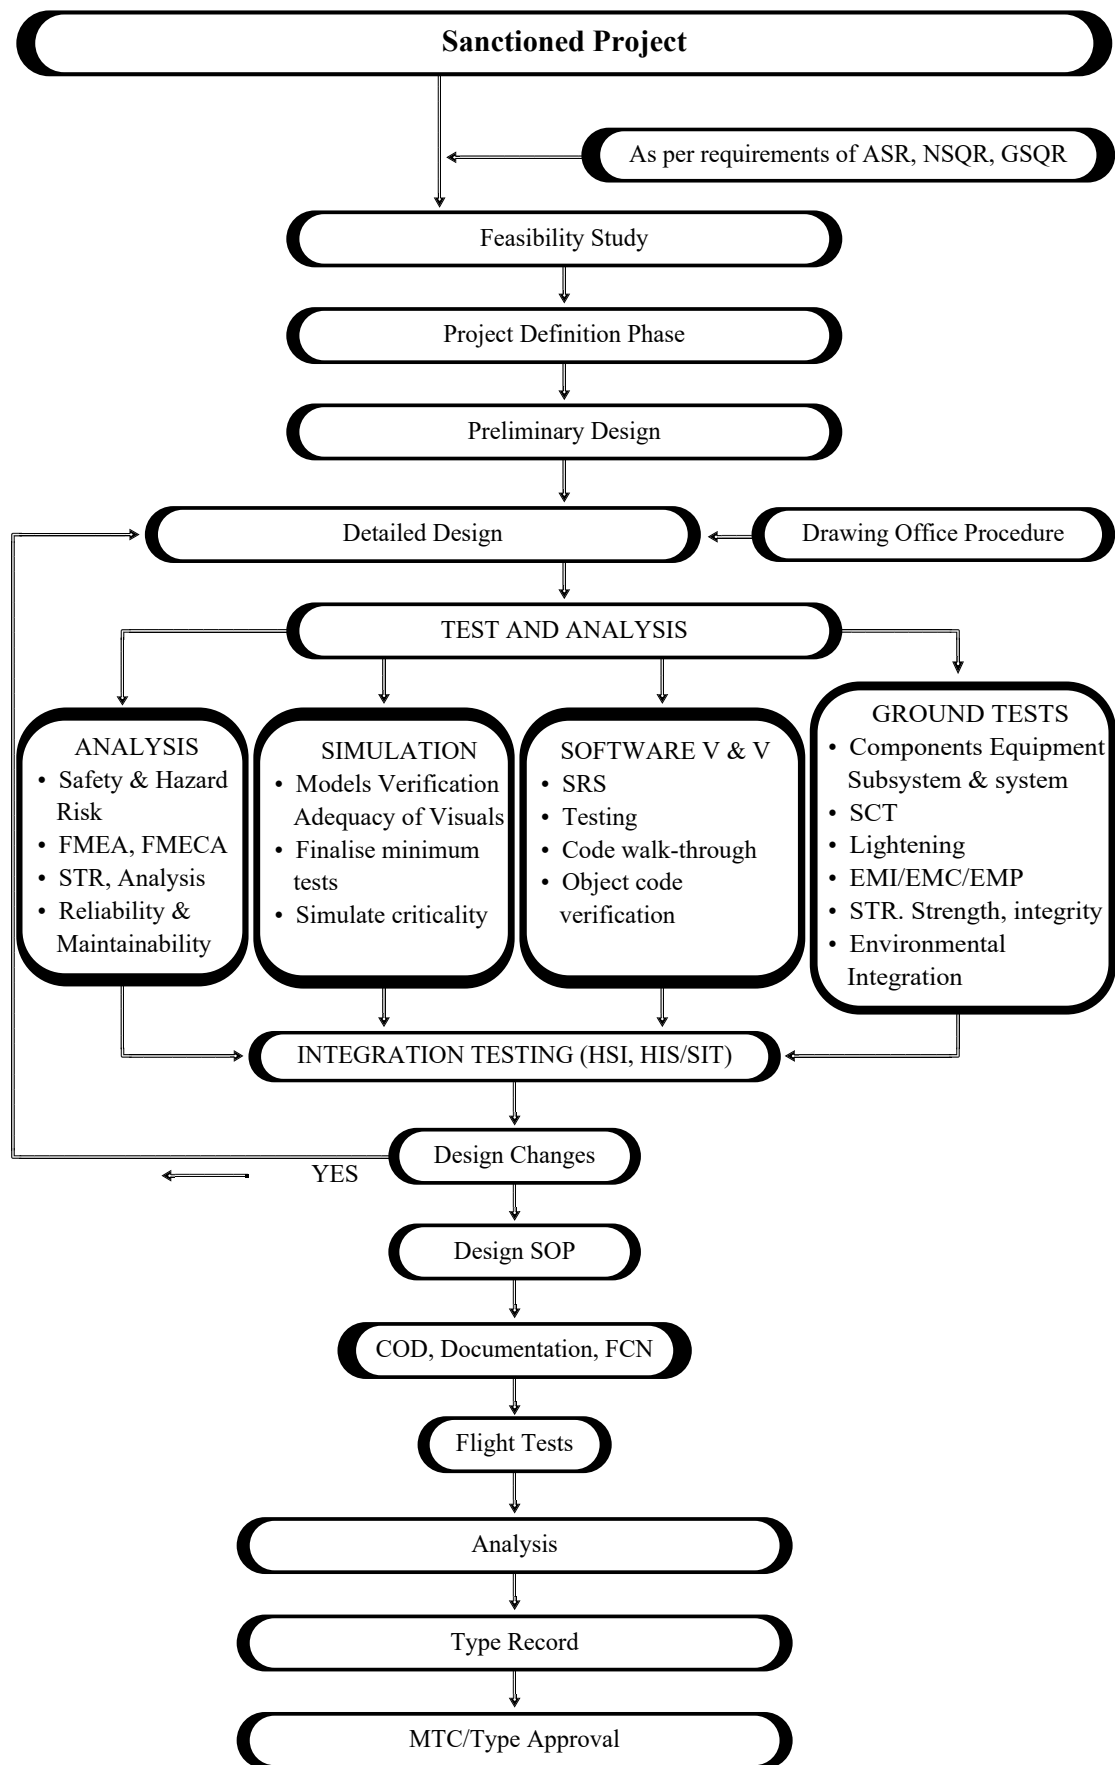 Sanctioned Project
As per requirements of ASR, NSQR, GSQR
Feasibility Study
Project Definition Phase
Preliminary Design
Detailed Design
Drawing Office Procedure
TEST AND ANALYSIS
ANALYSIS
• Safety & Hazard
Risk
• FMEA, FMECA
• STR, Analysis
• Reliability &
Maintainability
SIMULATION
• Models Verification
Adequacy of Visuals
• Finalise minimum
tests
• Simulate criticality
SOFTWARE V & V
• SRS
• Testing
• Code walk-through
• Object code
verification
GROUND TESTS
• Components Equipment
Subsystem & system
• SCT
• Lightening
• EMI/EMC/EMP
• STR. Strength, integrity
• Environmental
Integration
INTEGRATION TESTING (HSI, HIS/SIT)
Design Changes
YES
Design SOP
COD, Documentation, FCN
Flight Tests
Analysis
Type Record
MTC/Type Approval